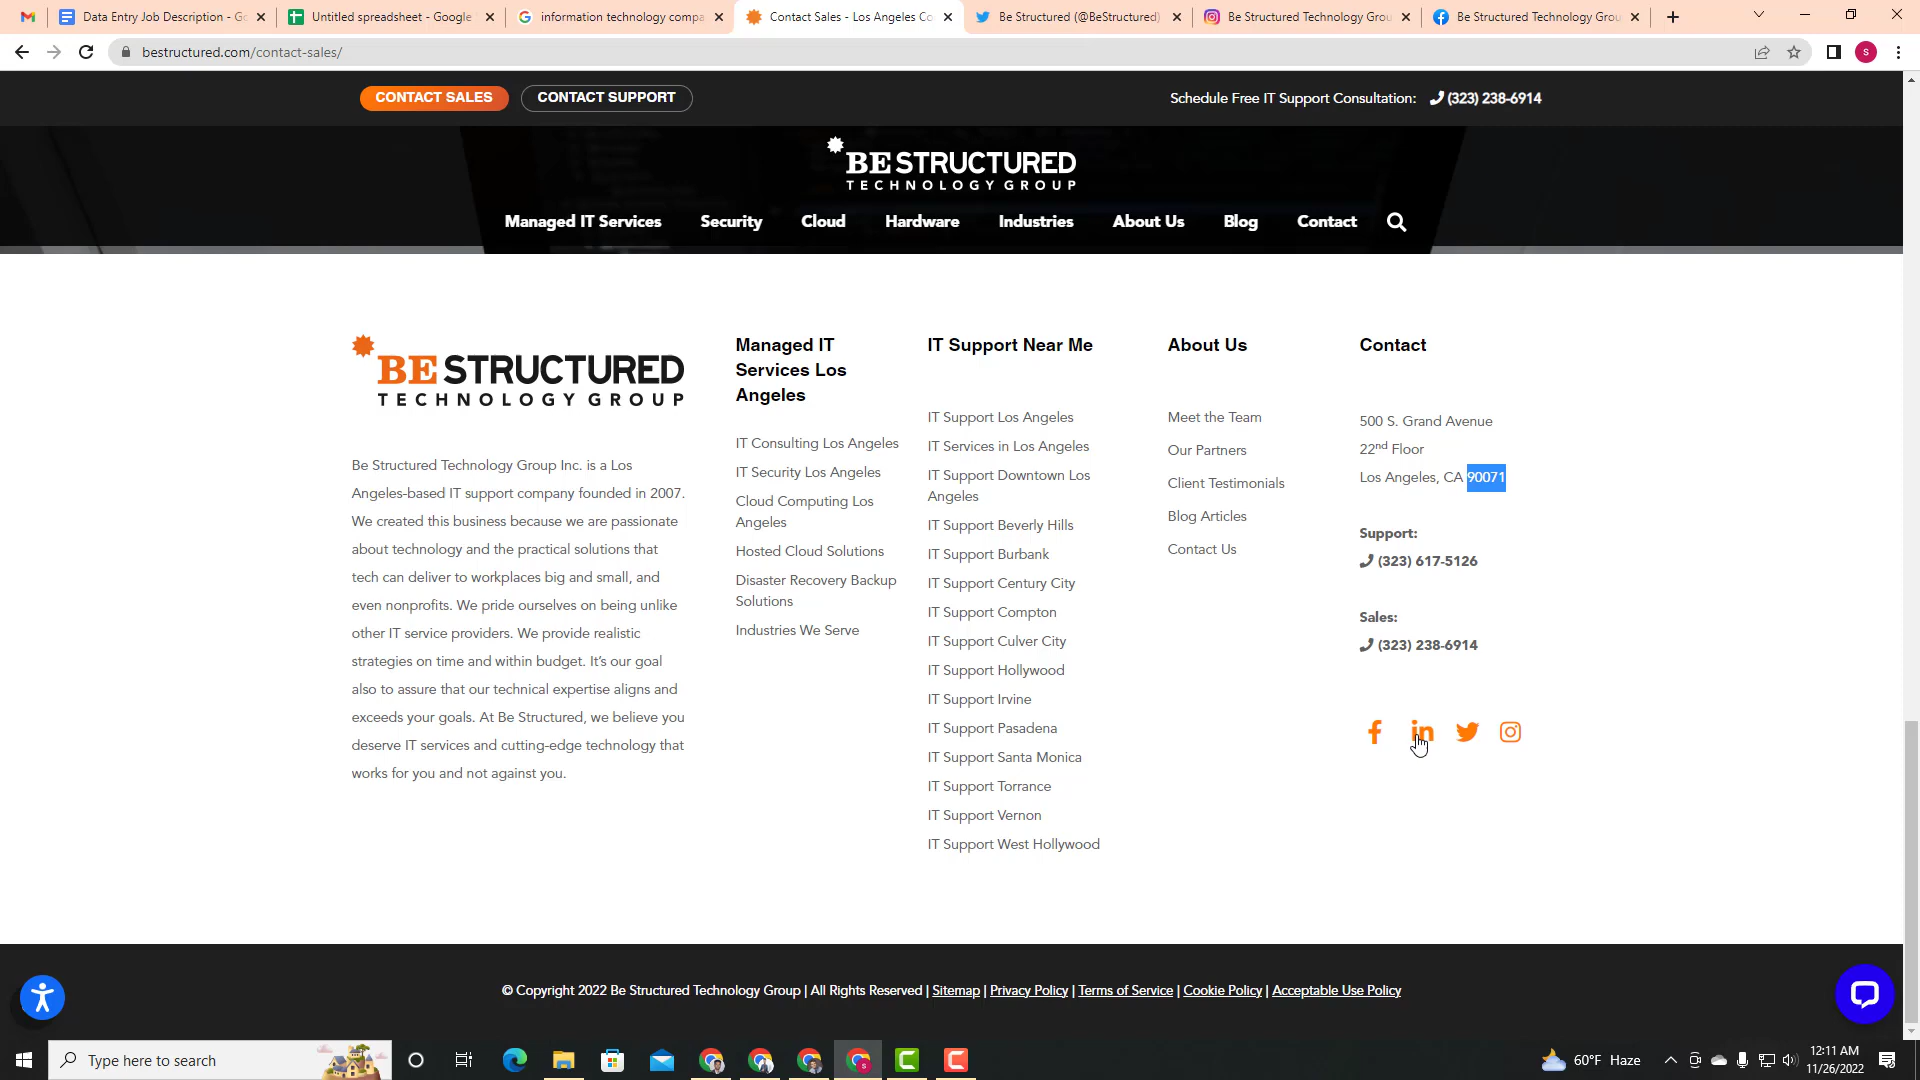 Data Entry Job Description - Go
Untitled spreadsheet - Google
information technology compa
Contact Sales - Los Angeles Co
Be Structured (@BeStructured)
Be Structured Technology Grou
Be Structured Technology Grou
bestructured.com/contact-sales/
S
CONTACT SALES
CONTACT SUPPORT
Schedule Free IT Support Consultation: (323) 238-6914
BE STRUCTURED
TECHNOLOGY GROUP
Managed IT Services Security Cloud Hardware Industries About Us Blog Contact
BE STRUCTURED
TECHNOLOGY GROUP
Be Structured Technology Group Inc. is a Los
Angeles-based IT support company founded in 2007.
We created this business because we are passionate
about technology and the practical solutions that
tech can deliver to workplaces big and small, and
even nonprofits. We pride ourselves on being unlike
other IT service providers. We provide realistic
strategies on time and within budget. It's our goal
also to assure that our technical expertise aligns and
exceeds your goals. At Be Structured, we believe you
deserve IT services and cutting-edge technology that
works for you and not against you.
Managed IT
Services Los
Angeles
IT Consulting Los Angeles
IT Security Los Angeles
Cloud Computing Los
Angeles
Hosted Cloud Solutions
Disaster Recovery Backup
Solutions
Industries We Serve
IT Support Near Me
IT Support Los Angeles
IT Services in Los Angeles
IT Support Downtown Los
Angeles
IT Support Beverly Hills
IT Support Burbank
IT Support Century City
IT Support Compton
IT Support Culver City
IT Support Hollywood
IT Support Irvine
IT Support Pasadena
IT Support Santa Monica
IT Support Torrance
IT Support Vernon
IT Support West Hollywood
About Us
Meet the Team
Our Partners
Client Testimonials
Blog Articles
Contact Us
Contact
500 S. Grand Avenue
22nd Floor
Los Angeles, CA 90071
Support:
(323) 617-5126
Sales:
(323) 238-6914
© Copyright 2022 Be Structured Technology Group | All Rights Reserved | Sitemap | Privacy Policy | Terms of Service | Cookie Policy | Acceptable Use Policy
Type here to search
60°F Haze
12:11 AM
11/26/2022